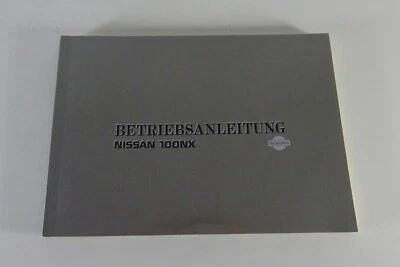 BETRIEBSANLEITUNG
NISSAN 100NX